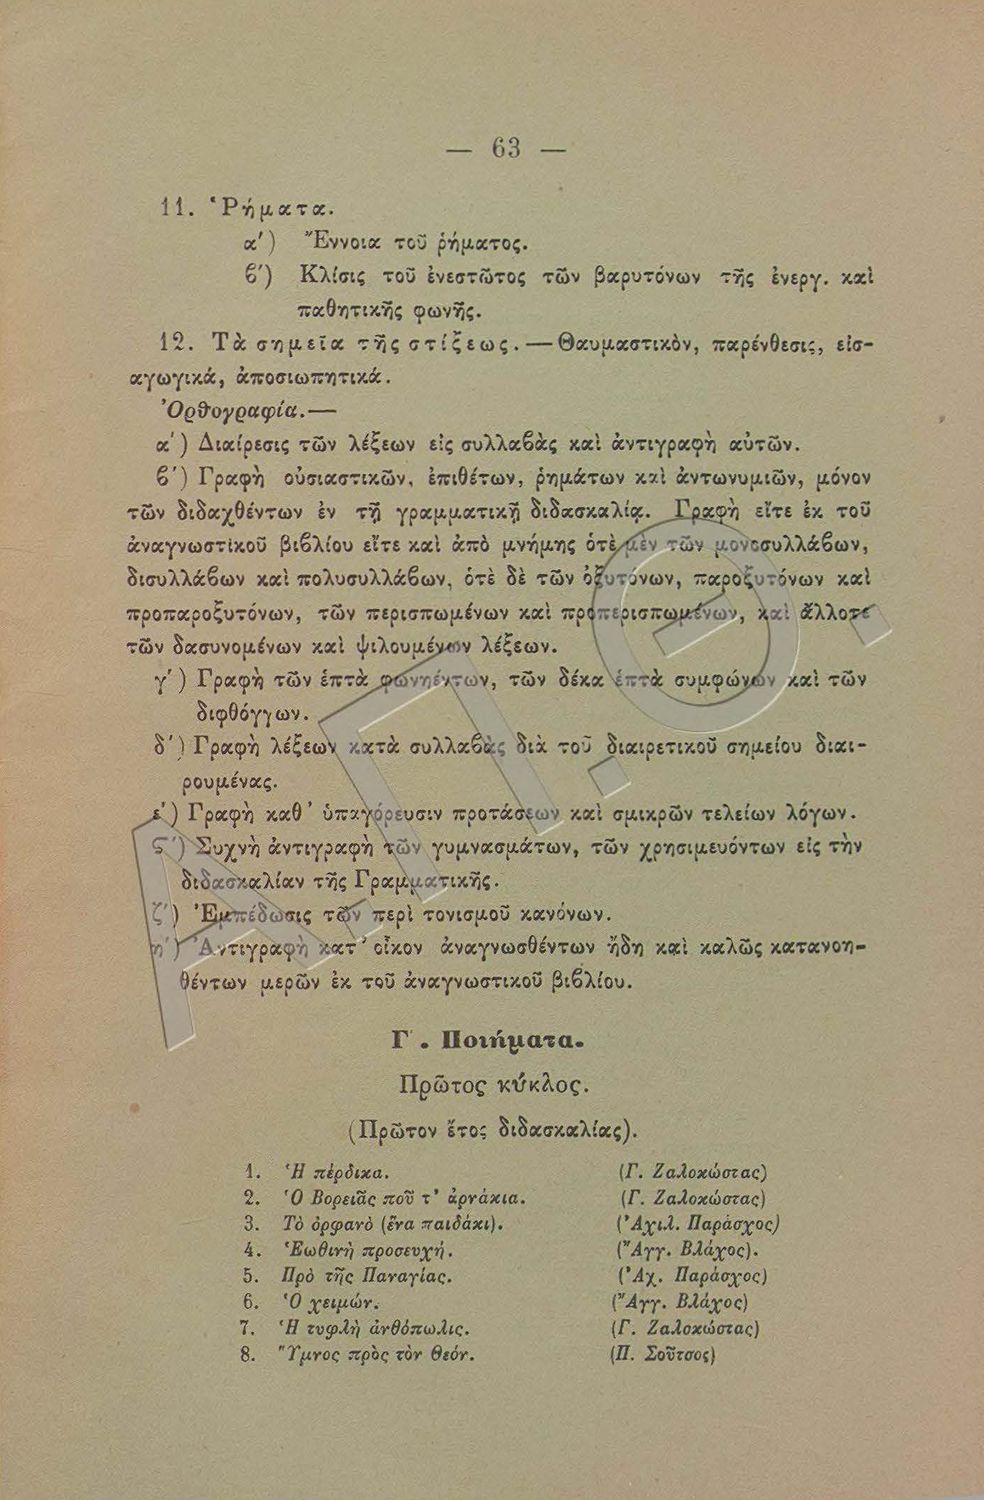 — 63 —
11. Ῥήματα.
α΄) Ἔννοια τοῦ ῥήματος.
ϐ΄) Κλίσις τοῦ ἐνεστῶτος τῶν βαρυτόνων τῆς ἐνεργ. καὶ
παθητικῆς φωνῆς.
12. Τὰ σημεῖα τῆς στίξεως. — Θαυμαστικὸν, παρένθεσις, εἰσ-
αγωγικά, ἀποσιωπητικά.
Ὀρθογραφία.—
α΄) Διαίρεσις τῶν λέξεων εἰς συλλαϐὰς καὶ ἀντιγραφὴ αὐτῶν.
ϐ΄) Γραφὴ οὐσιαστικῶν, ἐπιθέτων, ῥημάτων καὶ ἀντωνυμιῶν, μόνον
τῶν διδαχθέντων ἐν τῇ γραμματικῇ διδασκαλίᾳ. Γραφὴ εἴτε ἐκ τοῦ
ἀναγνωστικοῦ βιϐλίου εἴτε καὶ ἀπὸ μνήμης ὁτὲ μὲν τῶν μονοσυλλάϐων,
δισυλλάϐων καὶ πολυσυλλάϐων, ὁτὲ δὲ τῶν ὀξυτόνων, παροξυτόνων καὶ
προπαροξυτόνων, τῶν περισπωμένων καὶ προπερισπωμένων, καὶ ἄλλοτε
τῶν δασυνομένων καὶ ψιλουμένων λέξεων.
γ΄) Γραφὴ τῶν ἑπτὰ φωνηέντων, τῶν δέκα ἑπτὰ συμφώνων καὶ τῶν
διφθόγγων.
δ΄) Γραφὴ λέξεων κατὰ συλλαϐὰς διὰ τοῦ διαιρετικοῦ σημείου διαι-
ρουμένας.
ε΄) Γραφὴ καθ᾽ ὑπαγόρευσιν προτάσεων καὶ σμικρῶν τελείων λόγων.
ϛ΄) Συχνὴ ἀντιγραφὴ τῶν γυμνασμάτων, τῶν χρησιμευόντων εἰς τὴν
διδασκαλίαν τῆς Γραμματικῆς.
ζ΄) Ἐμπέδωσις τῶν περὶ τονισμοῦ κανόνων.
η΄) Ἀντιγραφὴ κατ᾽ οἶκον ἀναγνωσθέντων ἤδη καὶ καλῶς κατανοη-
θέντων μερῶν ἐκ τοῦ ἀναγνωστικοῦ βιϐλίου.
Γ΄. Ποιήματα.
Πρῶτος κύκλος.
(Πρῶτον ἔτος διδασκαλίας).
1. Ἡ πέρδικα. (Γ. Ζαλοκώστας)
2. Ὁ Βορειᾶς ποῦ τ᾽ ἀρνάκια. (Γ. Ζαλοκώστας)
3. Τὸ ὀρφανὸ (ἕνα παιδάκι). (Ἀχιλ. Παράσχος)
4. Ἑωθινὴ προσευχή. (Ἄγγ. Βλάχος).
5. Πρὸ τῆς Παναγίας. (Ἀχ. Παράσχος)
6. Ὁ χειμών. (Ἄγγ. Βλάχος)
7. Ἡ τυφλὴ ἀνθόπωλις. (Γ. Ζαλοκώστας)
8. Ὕμνος πρὸς τὸν Θεόν. (Π. Σοῦτσος)
Α.Π.Θ.